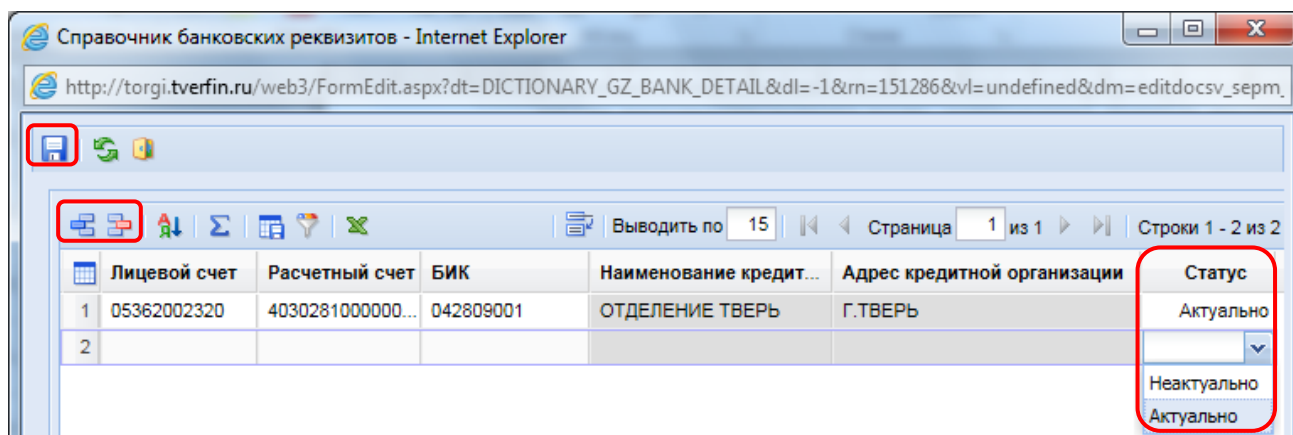 Справочник банковских реквизитов - Internet Explorer
http://torgi.tverfin.ru/web3/FormEdit.aspx?dt=DICTIONARY_GZ_BANK_DETAIL&dl=-1&rn=151286&vl=undefined&dm=editdocsv_sepm_
Выводить по 15 Страница 1 из 1 Строки 1 - 2 из 2
Лицевой счет Расчетный счет БИК Наименование кредит... Адрес кредитной организации Статус
1 05362002320 4030281000000... 042809001 ОТДЕЛЕНИЕ ТВЕРЬ Г.ТВЕРЬ Актуально
2
Неактуально
Актуально